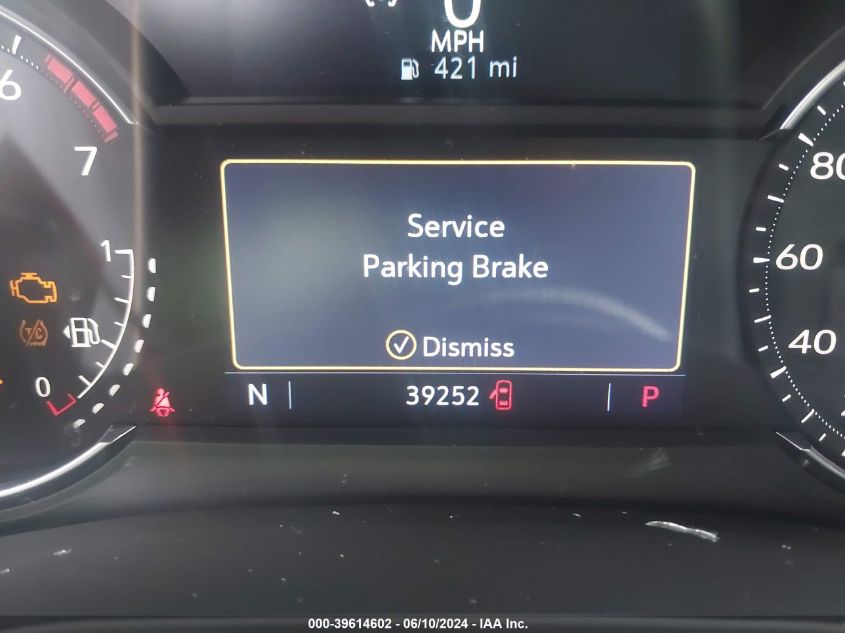 0
MPH
421 mi
6
7
1
0
Service
Parking Brake
Dismiss
T/C
N
39252
P
80
60
40
000-39614602 - 06/10/2024 - IAA Inc.